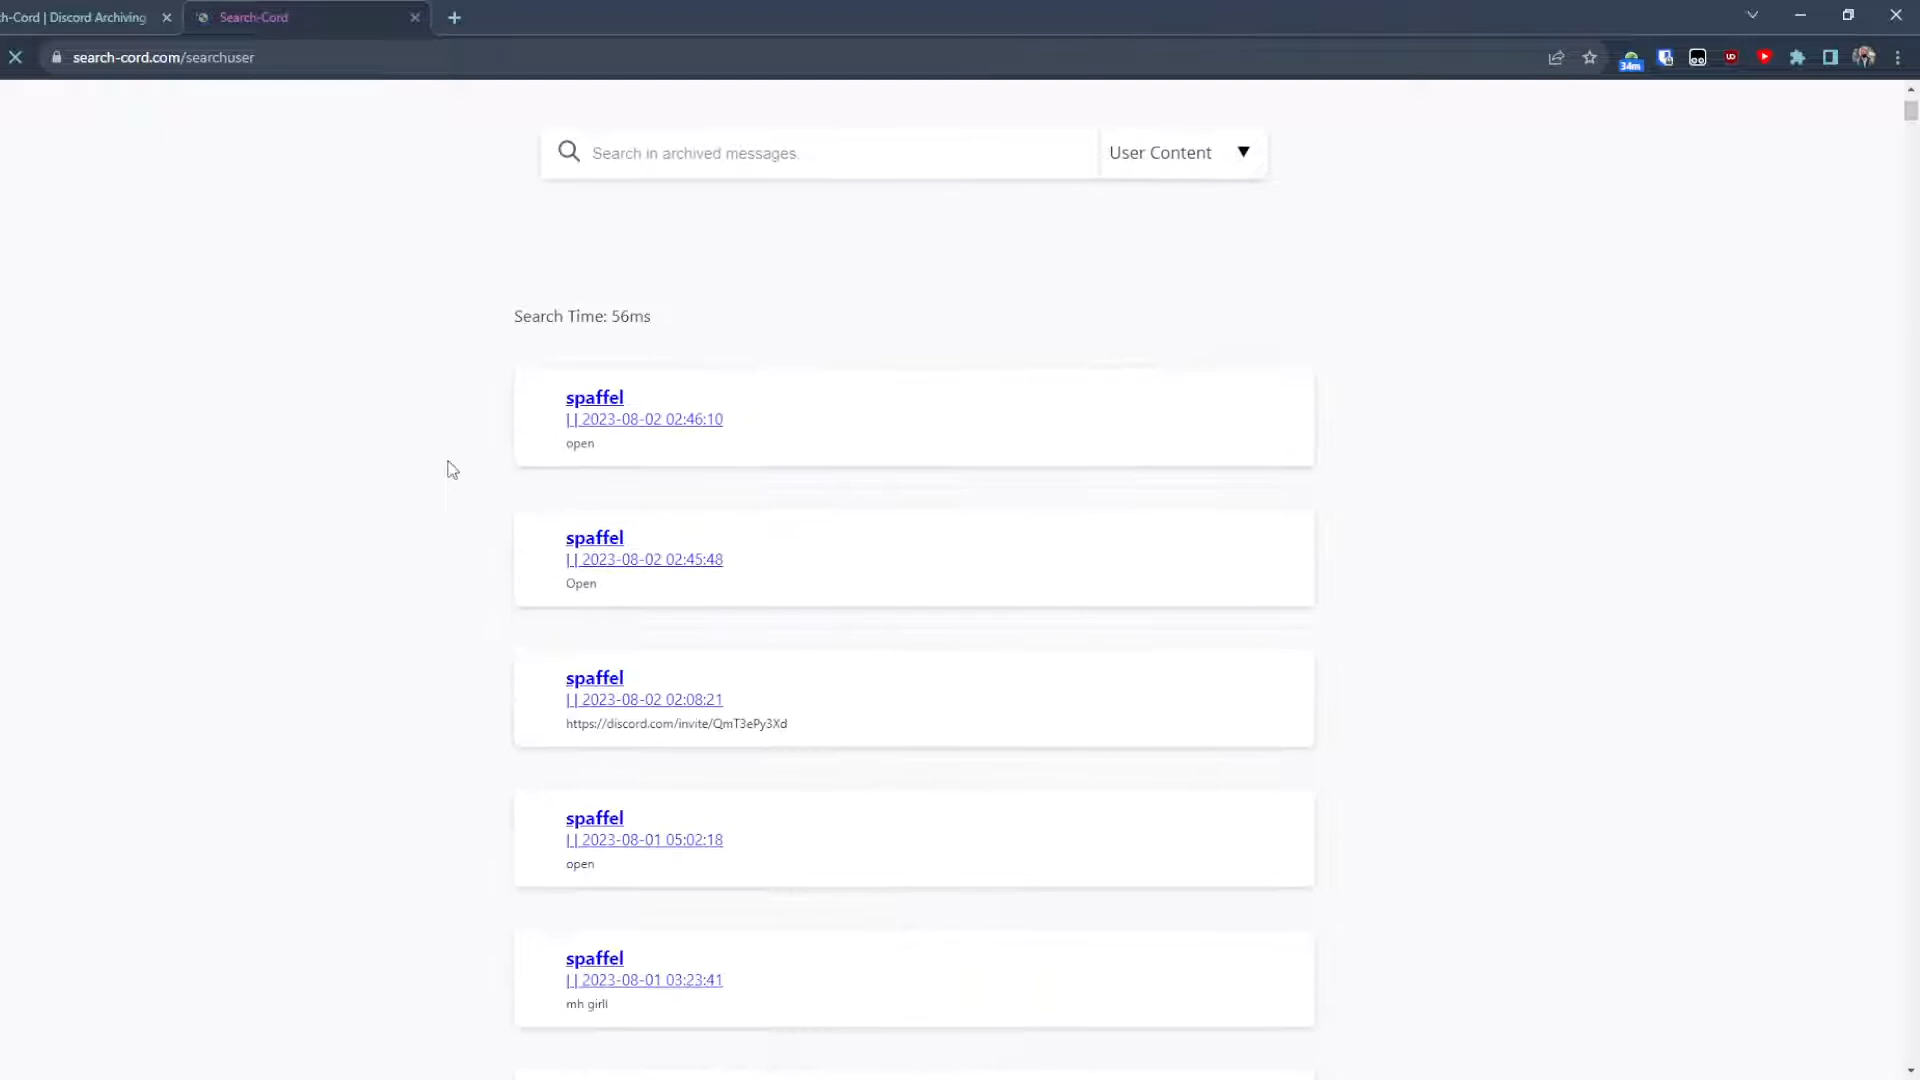 h-Cord | Discord Archiving
Search-Cord
search-cord.com/searchuser
34m
Search in archived messages.
User Content
Search Time: 56ms
spaffel
| | 2023-08-02 02:46:10
open
spaffel
| | 2023-08-02 02:45:48
Open
spaffel
| | 2023-08-02 02:08:21
https://discord.com/invite/QmT3ePy3Xd
spaffel
| | 2023-08-01 05:02:18
open
spaffel
| | 2023-08-01 03:23:41
mh girll